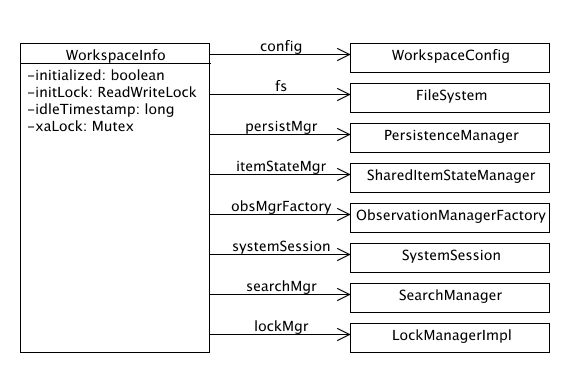 WorkspaceInfo
-initialized: boolean
-initLock: ReadWriteLock
-idleTimestamp: long
-xaLock: Mutex
config
WorkspaceConfig
fs
FileSystem
persistMgr
PersistenceManager
itemStateMgr
SharedItemStateManager
obsMgrFactory
ObservationManagerFactory
systemSession
SystemSession
searchMgr
SearchManager
lockMgr
LockManagerImpl